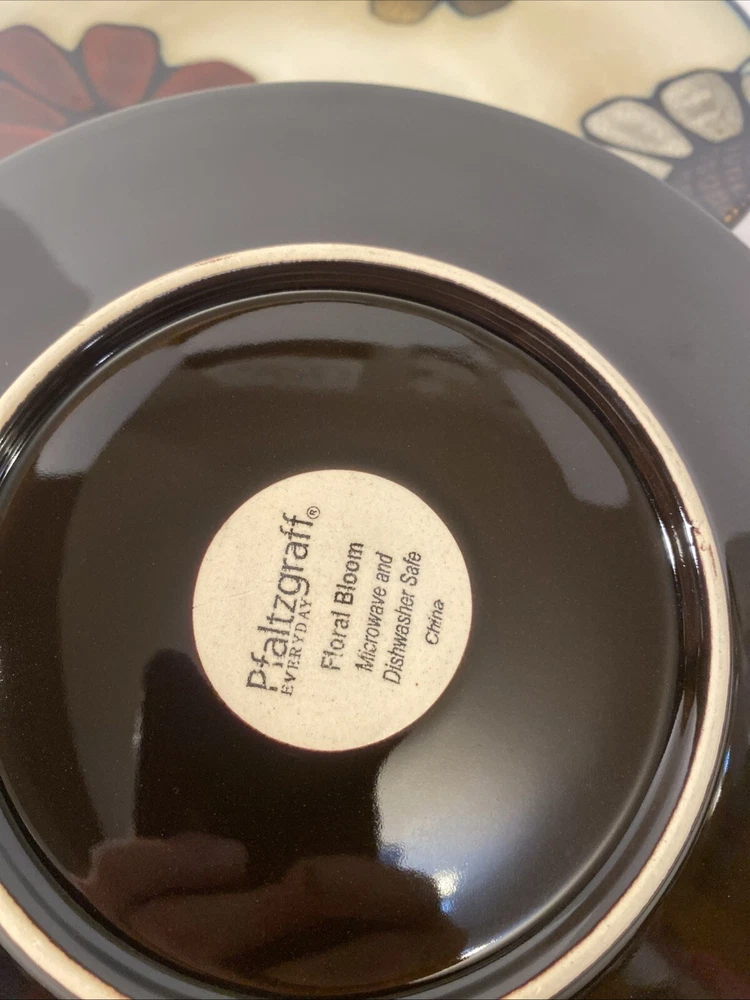 Pfaltzgraff®
EVERYDAY
Floral Bloom
Microwave and
Dishwasher Safe
China